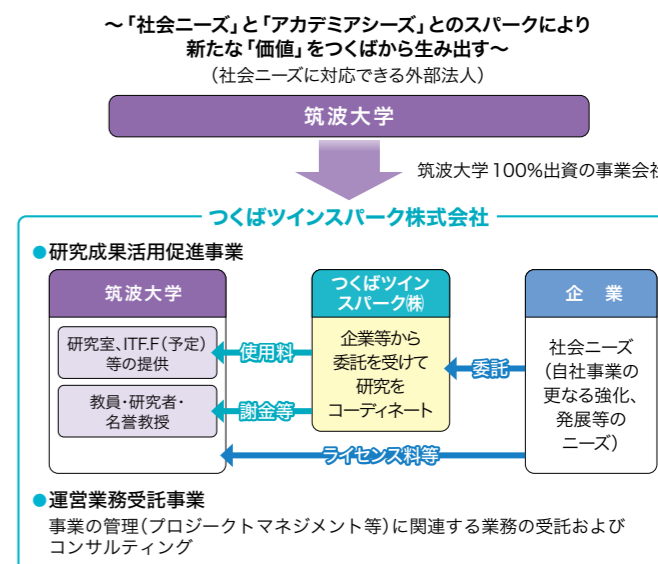 ～「社会ニーズ」と「アカデミアシーズ」とのスパークにより
新たな「価値」をつくばから生み出す～
（社会ニーズに対応できる外部法人）
筑波大学
筑波大学100%出資の事業会社
つくばツインスパーク株式会社
●研究成果活用促進事業
筑波大学
研究室、ITF.F（予定）
等の提供
教員・研究者・
名誉教授
使用料
謝金等
つくばツイン
スパーク㈱
企業等から
委託を受けて
研究を
コーディネート
委託
企　業
社会ニーズ
（自社事業の
更なる強化、
発展等の
ニーズ）
ライセンス料等
●運営業務受託事業
事業の管理（プロジークトマネジメント等）に関連する業務の受託および
コンサルティング